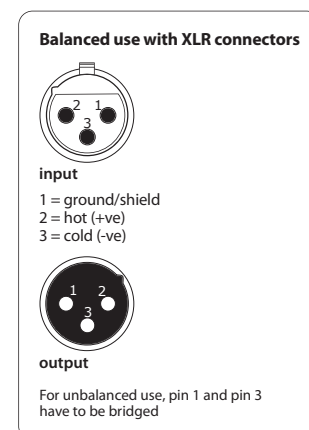 Balanced use with XLR connectors
2 1
3
input
1 = ground/shield
2 = hot (+ve)
3 = cold (-ve)
1 2
3
output
For unbalanced use, pin 1 and pin 3
have to be bridged